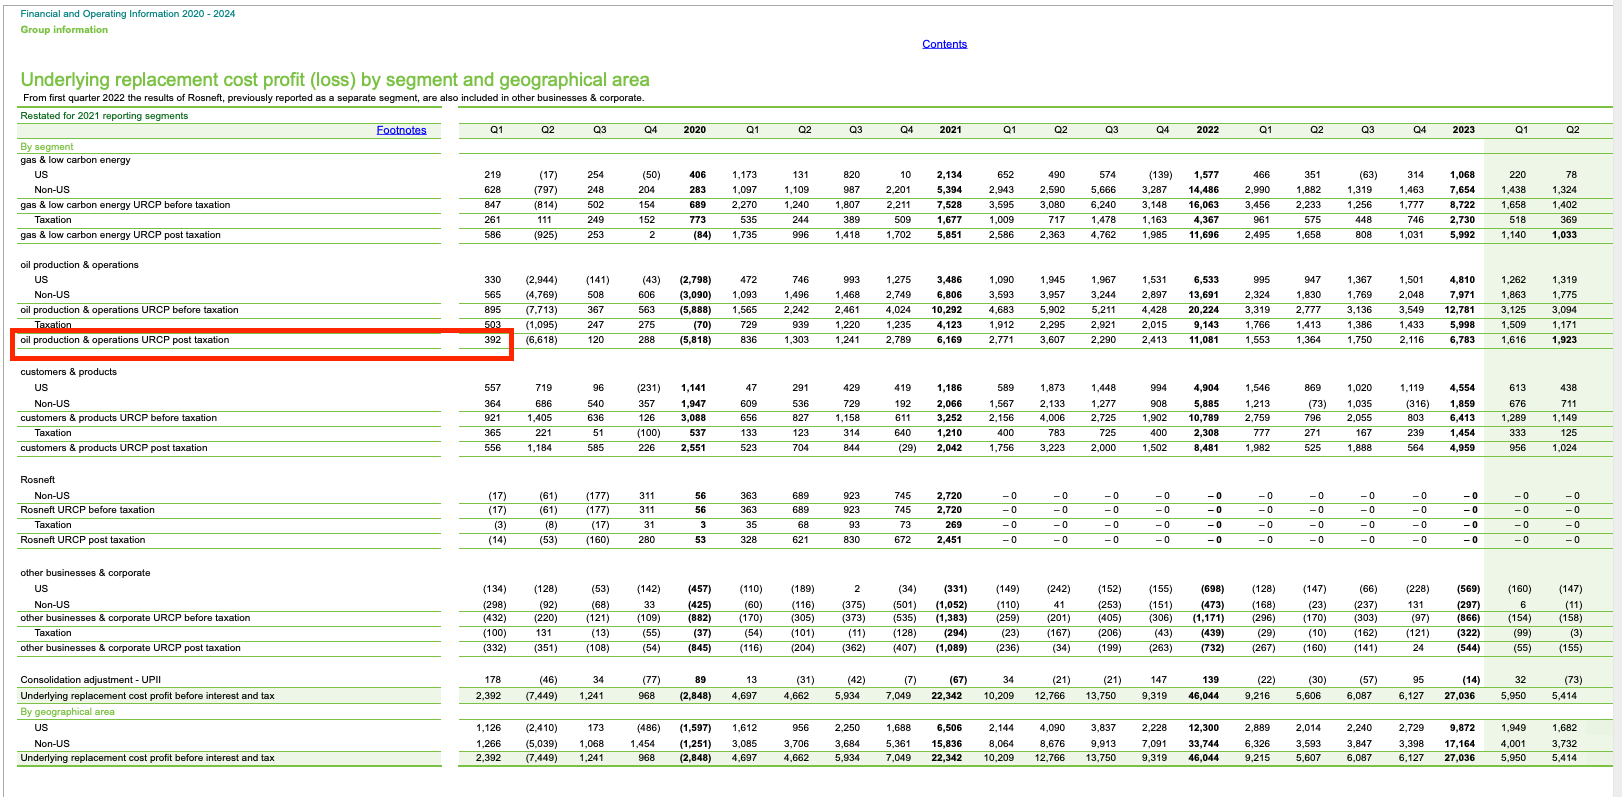 Financial and Operating Information 2020 - 2024
Group information
Contents
Underlying replacement cost profit (loss) by segment and geographical area
From first quarter 2022 the results of Rosneft, previously reported as a separate segment, are also included in other businesses & corporate.
Restated for 2021 reporting segments
Footnotes Q1 Q2 Q3 Q4 2020 Q1 Q2 Q3 Q4 2021 Q1 Q2 Q3 Q4 2022 Q1 Q2 Q3 Q4 2023 Q1 Q2
By segment
gas & low carbon energy
US 219 (17) 254 (50) 406 1,173 131 820 10 2,134 652 490 574 (139) 1,577 466 351 (63) 314 1,068 220 78
Non-US 628 (797) 248 204 283 1,097 1,109 987 2,201 5,394 2,943 2,590 5,666 3,287 14,486 2,990 1,882 1,319 1,463 7,654 1,438 1,324
gas & low carbon energy URCP before taxation 847 (814) 502 154 689 2,270 1,240 1,807 2,211 7,528 3,595 3,080 6,240 3,148 16,063 3,456 2,233 1,256 1,777 8,722 1,658 1,402
Taxation 261 111 249 152 773 535 244 389 509 1,677 1,009 717 1,478 1,163 4,367 961 575 448 746 2,730 518 369
gas & low carbon energy URCP post taxation 586 (925) 253 2 (84) 1,735 996 1,418 1,702 5,851 2,586 2,363 4,762 1,985 11,696 2,495 1,658 808 1,031 5,992 1,140 1,033
oil production & operations
US 330 (2,944) (141) (43) (2,798) 472 746 993 1,275 3,486 1,090 1,945 1,967 1,531 6,533 995 947 1,367 1,501 4,810 1,262 1,319
Non-US 565 (4,769) 508 606 (3,090) 1,093 1,496 1,468 2,749 6,806 3,593 3,957 3,244 2,897 13,691 2,324 1,830 1,769 2,048 7,971 1,863 1,775
oil production & operations URCP before taxation 895 (7,713) 367 563 (5,888) 1,565 2,242 2,461 4,024 10,292 4,683 5,902 5,211 4,428 20,224 3,319 2,777 3,136 3,549 12,781 3,125 3,094
Taxation 503 (1,095) 247 275 (70) 729 939 1,220 1,235 4,123 1,912 2,295 2,921 2,015 9,143 1,766 1,413 1,386 1,433 5,998 1,509 1,171
oil production & operations URCP post taxation 392 (6,618) 120 288 (5,818) 836 1,303 1,241 2,789 6,169 2,771 3,607 2,290 2,413 11,081 1,553 1,364 1,750 2,116 6,783 1,616 1,923
customers & products
US 557 719 96 (231) 1,141 47 291 429 419 1,186 589 1,873 1,448 994 4,904 1,546 869 1,020 1,119 4,554 613 438
Non-US 364 686 540 357 1,947 609 536 729 192 2,066 1,567 2,133 1,277 908 5,885 1,213 (73) 1,035 (316) 1,859 676 711
customers & products URCP before taxation 921 1,405 636 126 3,088 656 827 1,158 611 3,252 2,156 4,006 2,725 1,902 10,789 2,759 796 2,055 803 6,413 1,289 1,149
Taxation 365 221 51 (100) 537 133 123 314 640 1,210 400 783 725 400 2,308 777 271 167 239 1,454 333 125
customers & products URCP post taxation 556 1,184 585 226 2,551 523 704 844 (29) 2,042 1,756 3,223 2,000 1,502 8,481 1,982 525 1,888 564 4,959 956 1,024
Rosneft
Non-US (17) (61) (177) 311 56 363 689 923 745 2,720 – 0 – 0 – 0 – 0 – 0 – 0 – 0 – 0 – 0 – 0 – 0 – 0
Rosneft URCP before taxation (17) (61) (177) 311 56 363 689 923 745 2,720 – 0 – 0 – 0 – 0 – 0 – 0 – 0 – 0 – 0 – 0 – 0 – 0
Taxation (3) (8) (17) 31 3 35 68 93 73 269 – 0 – 0 – 0 – 0 – 0 – 0 – 0 – 0 – 0 – 0 – 0 – 0
Rosneft URCP post taxation (14) (53) (160) 280 53 328 621 830 672 2,451 – 0 – 0 – 0 – 0 – 0 – 0 – 0 – 0 – 0 – 0 – 0 – 0
other businesses & corporate
US (134) (128) (53) (142) (457) (110) (189) 2 (34) (331) (149) (242) (152) (155) (698) (128) (147) (66) (228) (569) (160) (147)
Non-US (298) (92) (68) 33 (425) (60) (116) (375) (501) (1,052) (110) 41 (253) (151) (473) (168) (23) (237) 131 (297) 6 (11)
other businesses & corporate URCP before taxation (432) (220) (121) (109) (882) (170) (305) (373) (535) (1,383) (259) (201) (405) (306) (1,171) (296) (170) (303) (97) (866) (154) (158)
Taxation (100) 131 (13) (55) (37) (54) (101) (11) (128) (294) (23) (167) (206) (43) (439) (29) (10) (162) (121) (322) (99) (3)
other businesses & corporate URCP post taxation (332) (351) (108) (54) (845) (116) (204) (362) (407) (1,089) (236) (34) (199) (263) (732) (267) (160) (141) 24 (544) (55) (155)
Consolidation adjustment - UPII 178 (46) 34 (77) 89 13 (31) (42) (7) (67) 34 (21) (21) 147 139 (22) (30) (57) 95 (14) 32 (73)
Underlying replacement cost profit before interest and tax 2,392 (7,449) 1,241 968 (2,848) 4,697 4,662 5,934 7,049 22,342 10,209 12,766 13,750 9,319 46,044 9,216 5,606 6,087 6,127 27,036 5,950 5,414
By geographical area
US 1,126 (2,410) 173 (486) (1,597) 1,612 956 2,250 1,688 6,506 2,144 4,090 3,837 2,228 12,300 2,889 2,014 2,240 2,729 9,872 1,949 1,682
Non-US 1,266 (5,039) 1,068 1,454 (1,251) 3,085 3,706 3,684 5,361 15,836 8,064 8,676 9,913 7,091 33,744 6,326 3,593 3,847 3,398 17,164 4,001 3,732
Underlying replacement cost profit before interest and tax 2,392 (7,449) 1,241 968 (2,848) 4,697 4,662 5,934 7,049 22,342 10,209 12,766 13,750 9,319 46,044 9,215 5,607 6,087 6,127 27,036 5,950 5,414